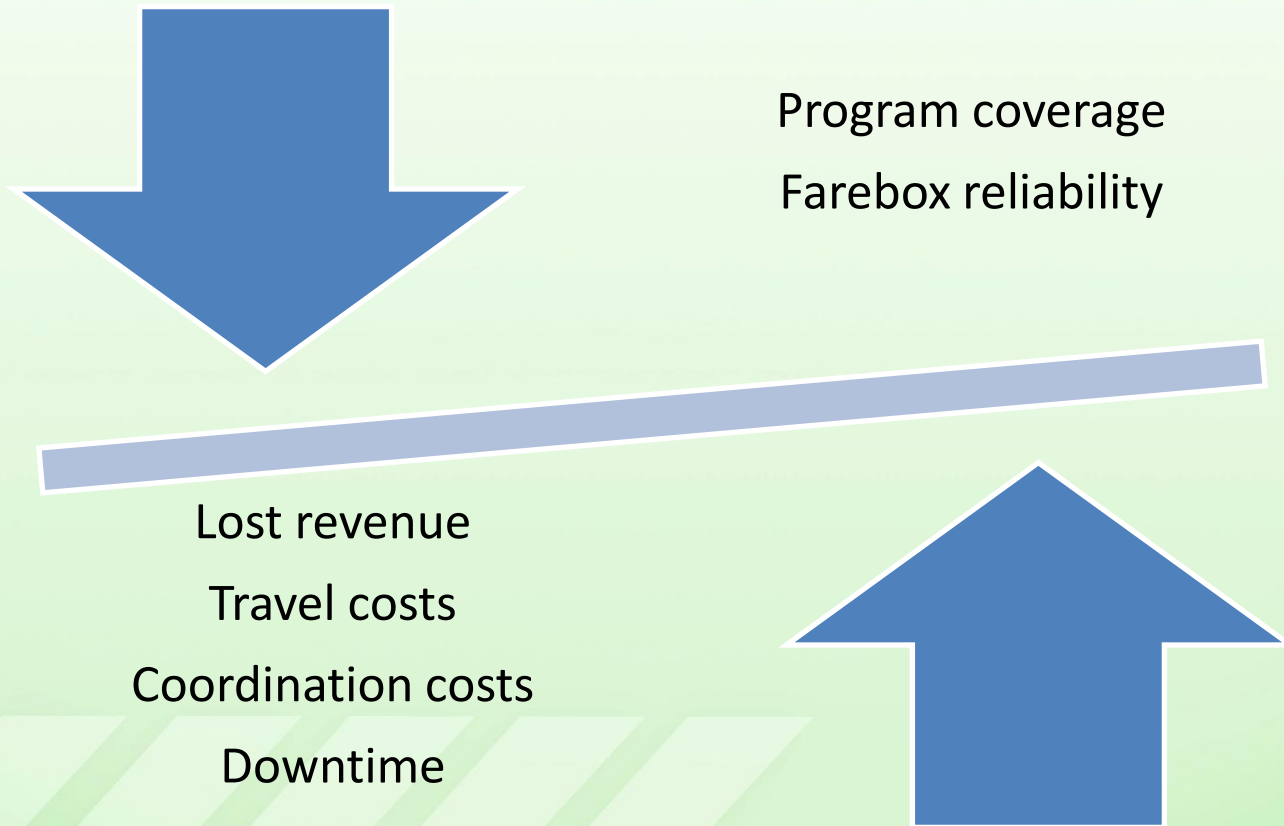 Program coverage
Farebox reliability
Lost revenue
Travel costs
Coordination costs
Downtime